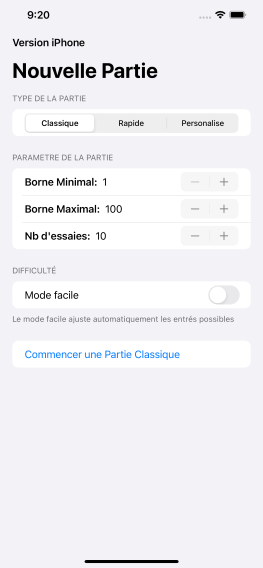 9:20
Version iPhone
Nouvelle Partie
TYPE DE LA PARTIE
Classique Rapide Personalise
PARAMETRE DE LA PARTIE
Borne Minimal: 1
Borne Maximal: 100
Nb d'essaies: 10
DIFFICULTÉ
Mode facile
Le mode facile ajuste automatiquement les entrés possibles
Commencer une Partie Classique